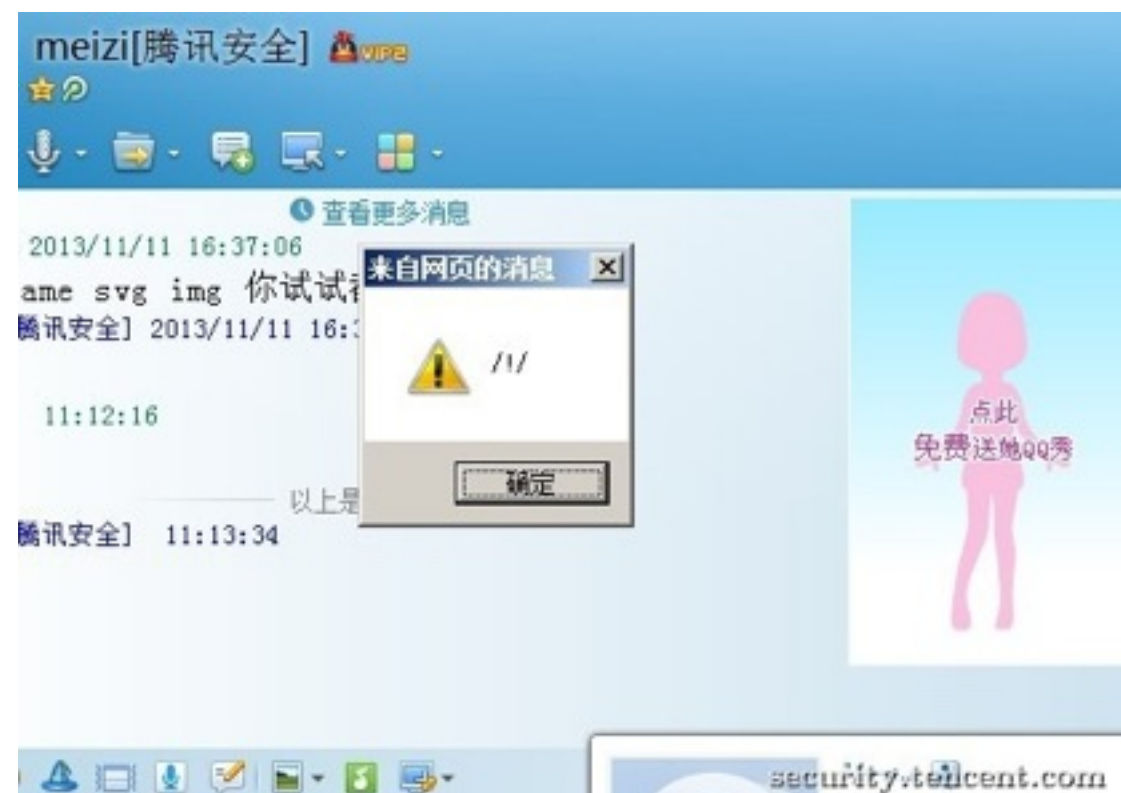 meizi[腾讯安全] VIP2
查看更多消息
2013/11/11 16:37:06
ame svg img 你试试
腾讯安全] 2013/11/11 16:
来自网页的消息
/1/
确定
11:12:16
以上是
腾讯安全] 11:13:34
点此
免费送她QQ秀
security.tencent.com